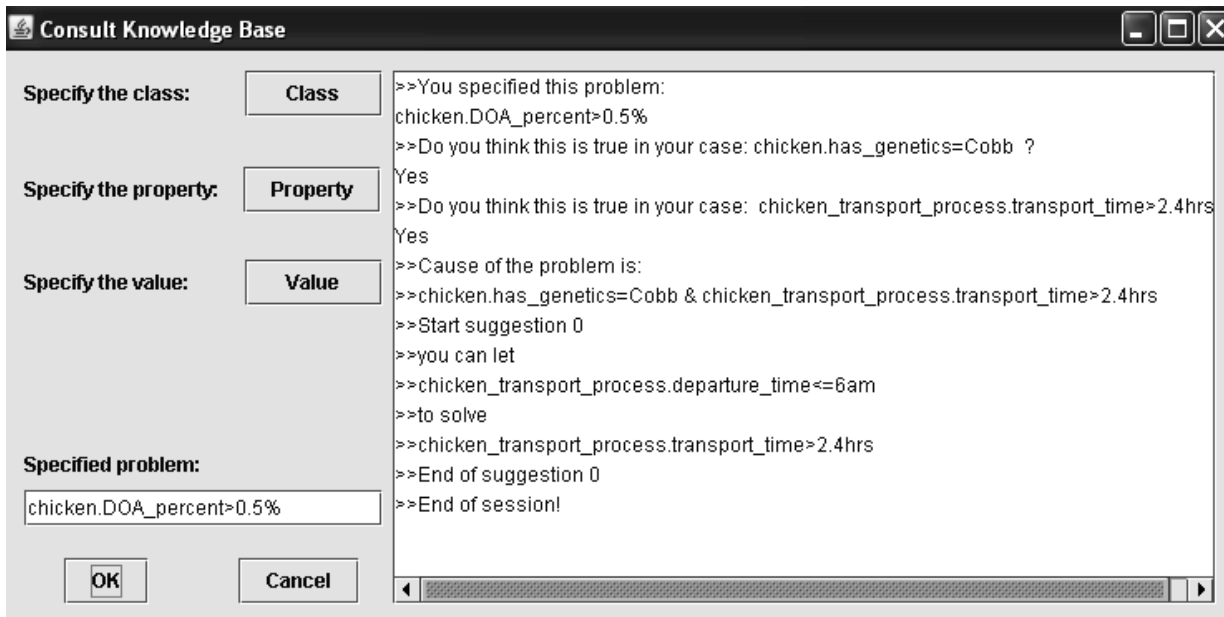 Consult Knowledge Base
Specify the class:
Class
Specify the property:
Property
Specify the value:
Value
Specified problem:
chicken.DOA_percent>0.5%
OK
Cancel
>>You specified this problem:
chicken.DOA_percent>0.5%
>>Do you think this is true in your case: chicken.has_genetics=Cobb  ?
Yes
>>Do you think this is true in your case:  chicken_transport_process.transport_time>2.4hrs
Yes
>>Cause of the problem is:
>>chicken.has_genetics=Cobb & chicken_transport_process.transport_time>2.4hrs
>>Start suggestion 0
>>you can let
>>chicken_transport_process.departure_time<=6am
>>to solve
>>chicken_transport_process.transport_time>2.4hrs
>>End of suggestion 0
>>End of session!